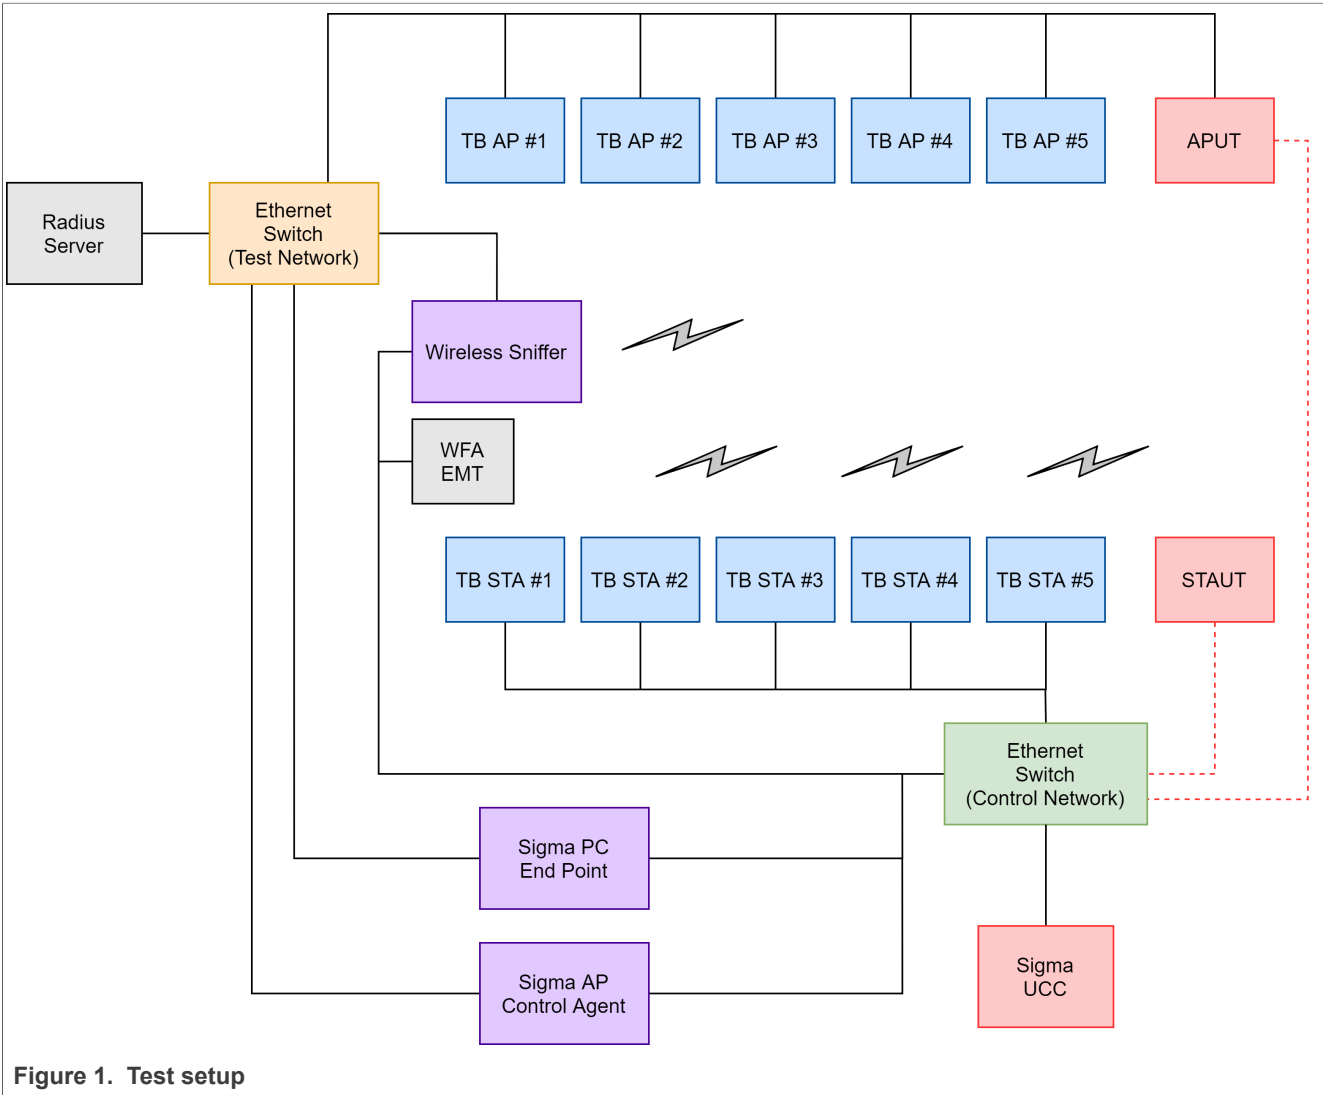 TB AP #1
TB AP #2
TB AP #3
TB AP #4
TB AP #5
APUT
Radius
Server
Ethernet
Switch
(Test Network)
Wireless Sniffer
WFA
EMT
TB STA #1
TB STA #2
TB STA #3
TB STA #4
TB STA #5
STAUT
Ethernet
Switch
(Control Network)
Sigma PC
End Point
Sigma AP
Control Agent
Sigma
UCC
Figure 1. Test setup